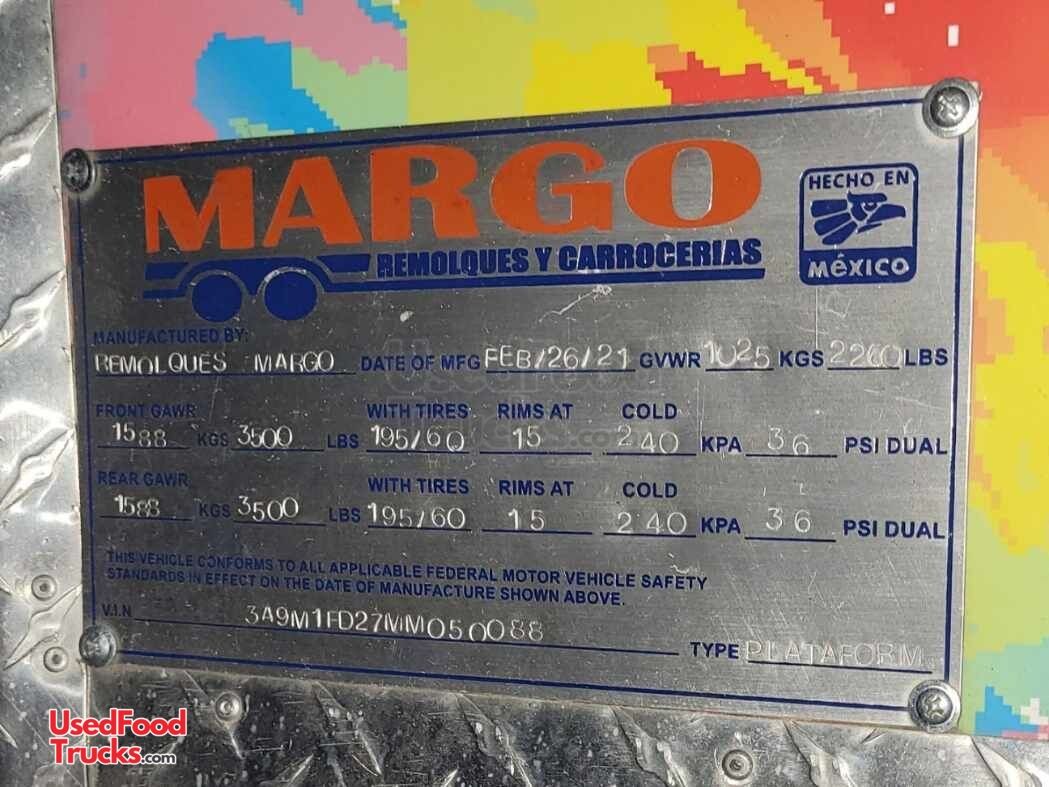 MARGO
REMOLQUES Y CARROCERIAS
HECHO EN
MéXICO
MANUFACTURED BY:
REMOLQUES MARGO DATE OF MFG FEB/26/21 GVWR 1025 KGS 2260 LBS
FRONT GAWR WITH TIRES RIMS AT COLD
1588 KGS 3500 LBS 195/60 15 240 KPA 36 PSI DUAL
REAR GAWR WITH TIRES RIMS AT COLD
1588 KGS 3500 LBS 195/60 15 240 KPA 36 PSI DUAL
THIS VEHICLE CONFORMS TO ALL APPLICABLE FEDERAL MOTOR VEHICLE SAFETY
STANDARDS IN EFFECT ON THE DATE OF MANUFACTURE SHOWN ABOVE.
V.I.N 3A9M1FD27MM050088
TYPE PLATAFORM
UsedFood
Trucks.com